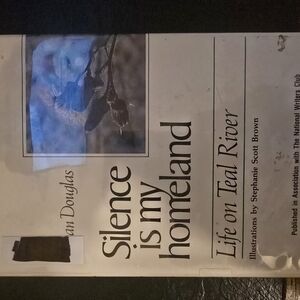 an Douglas
Silence
is my
homeland
Life on Teal River
Illustrations by Stephanie Scott Brown
Published in Association with The National Writers Club